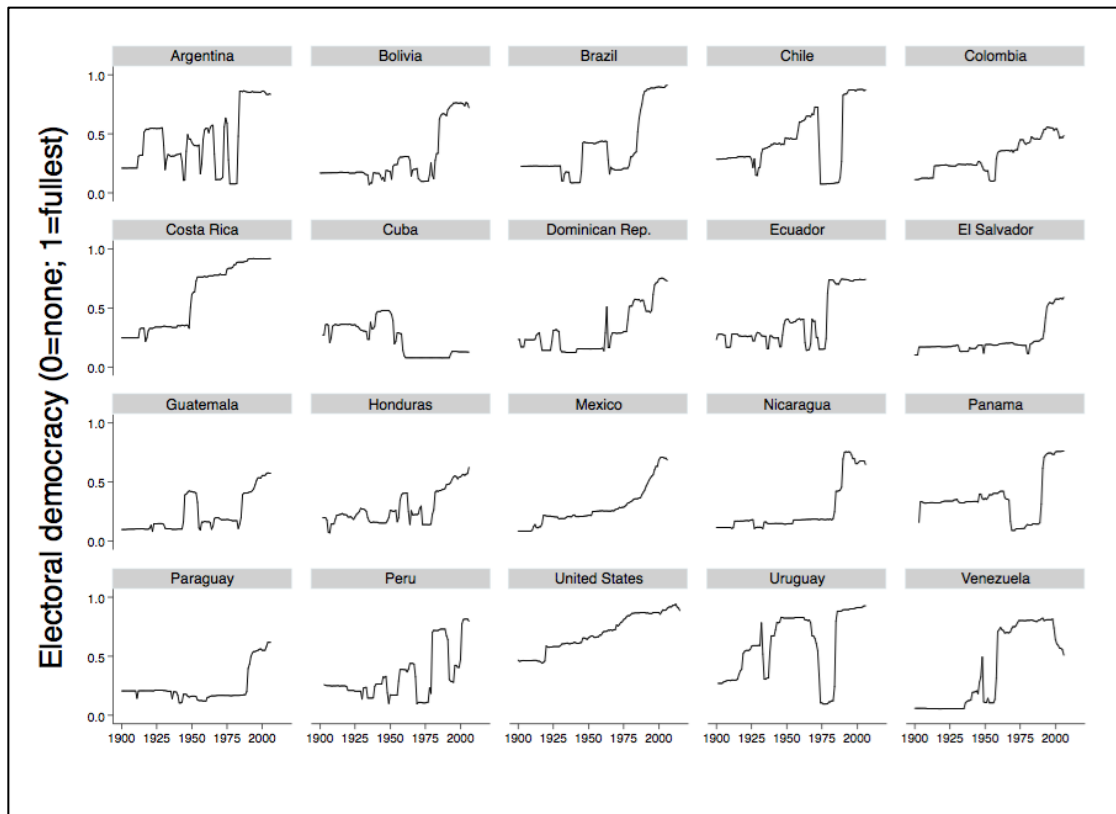 Electoral democracy (0=none; 1=fullest)
Argentina Bolivia Brazil Chile Colombia
1.0
0.5
0.0
Costa Rica Cuba Dominican Rep. Ecuador El Salvador
1.0
0.5
0.0
Guatemala Honduras Mexico Nicaragua Panama
1.0
0.5
0.0
Paraguay Peru United States Uruguay Venezuela
1.0
0.5
0.0
1900 1925 1950 1975 2000 1900 1925 1950 1975 2000 1900 1925 1950 1975 2000 1900 1925 1950 1975 2000 1900 1925 1950 1975 2000